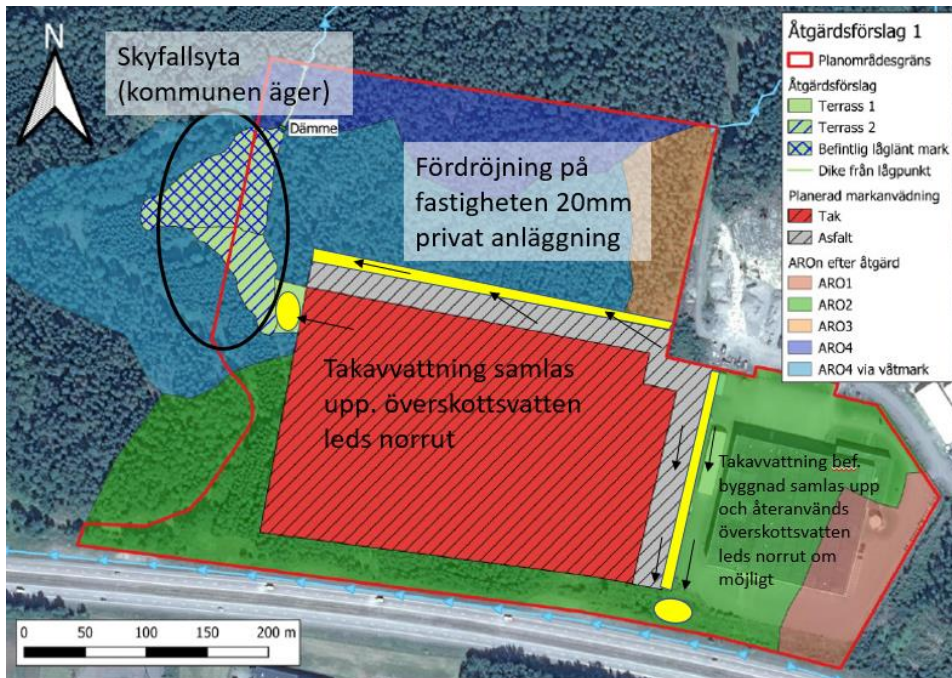 N
Skyfallsyta
(kommunen äger)
Dämme
Fördröjning på
fastigheten 20mm
privat anläggning
Takavvattning samlas
upp. överskottsvatten
leds norrut
Takavvattning bef.
byggnad samlas upp
och återanvänds
överskottsvatten
leds norrut om
möjligt
0 50 100 150 200 m
Åtgärdsförslag 1
Planområdesgräns
Åtgärdsförslag
Terrass 1
Terrass 2
Befintlig låglänt mark
Dike från lågpunkt
Planerad markanvädning
Tak
Asfalt
AROn efter åtgärd
ARO1
ARO2
ARO3
ARO4
ARO4 via våtmark